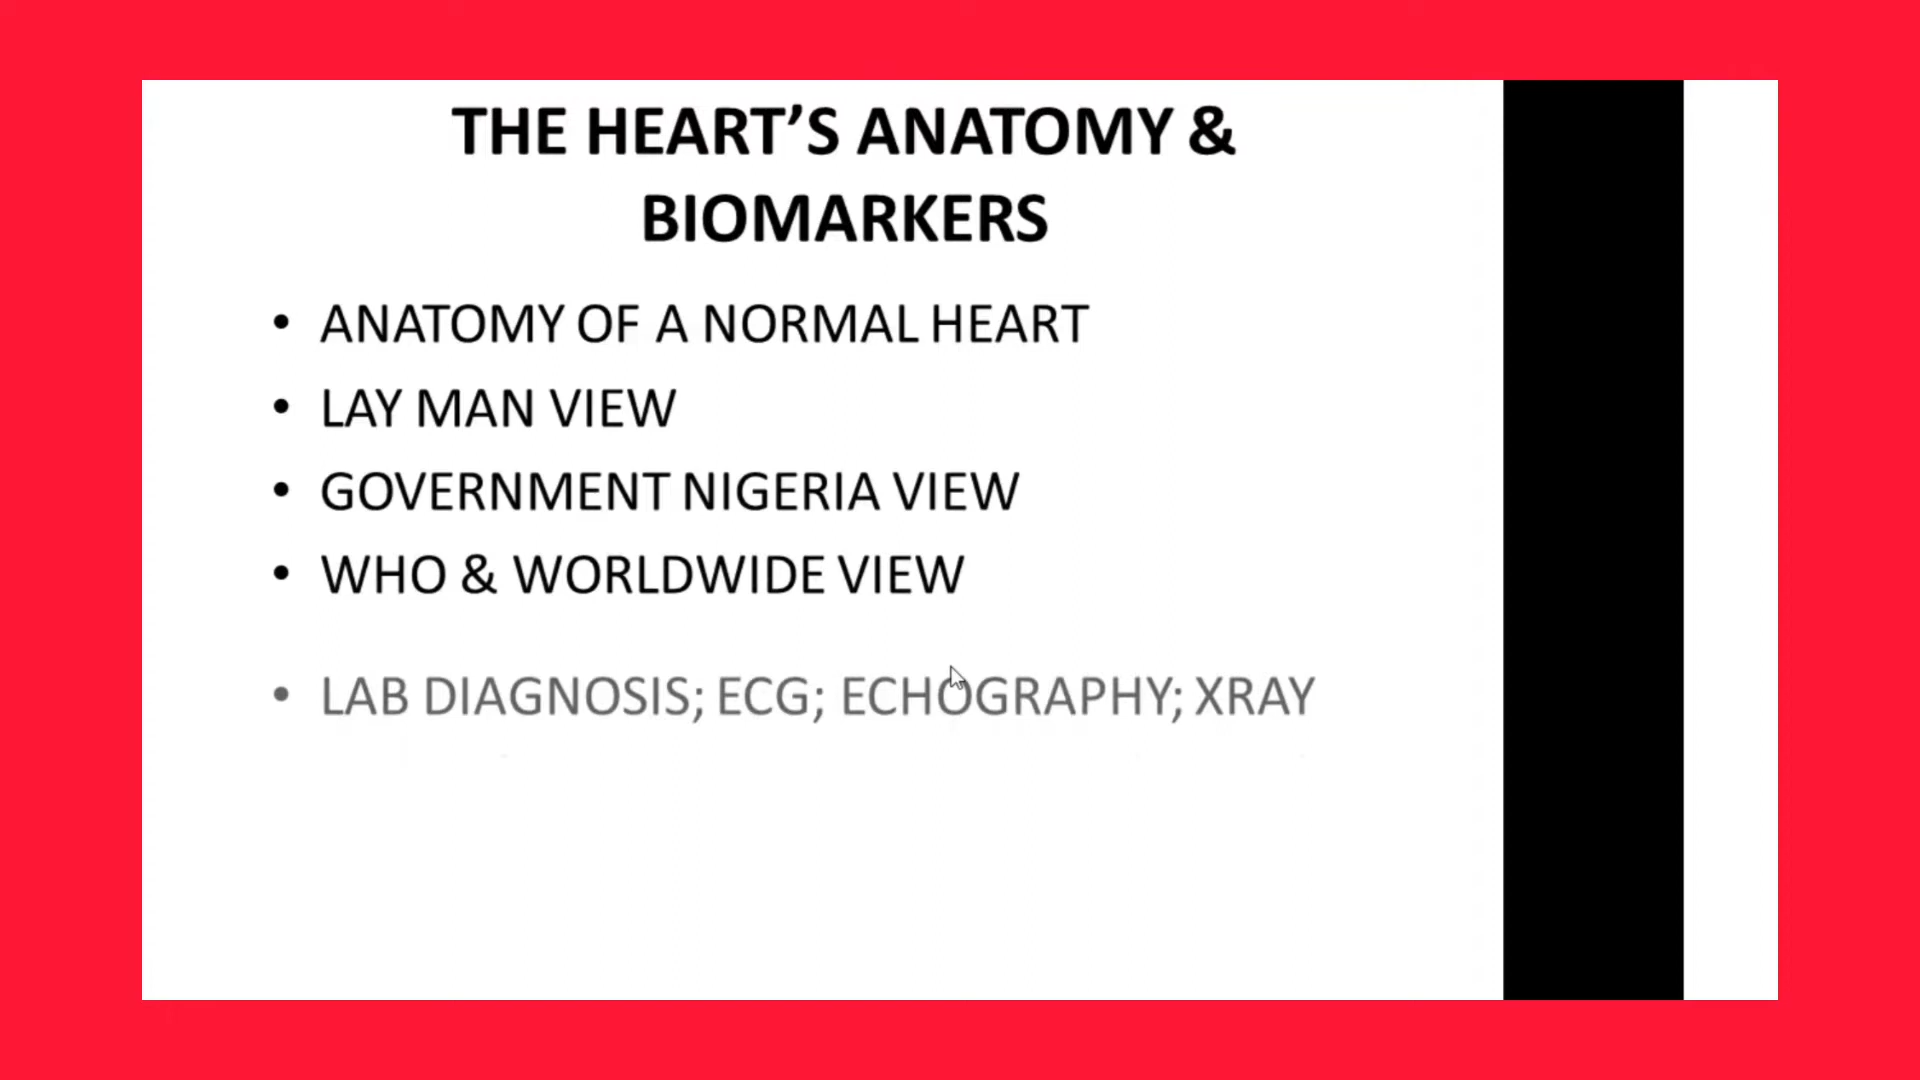 THE HEART’S ANATOMY &
BIOMARKERS
• ANATOMY OF A NORMAL HEART
• LAY MAN VIEW
• GOVERNMENT NIGERIA VIEW
• WHO & WORLDWIDE VIEW
• LAB DIAGNOSIS; ECG; ECHOGRAPHY; XRAY